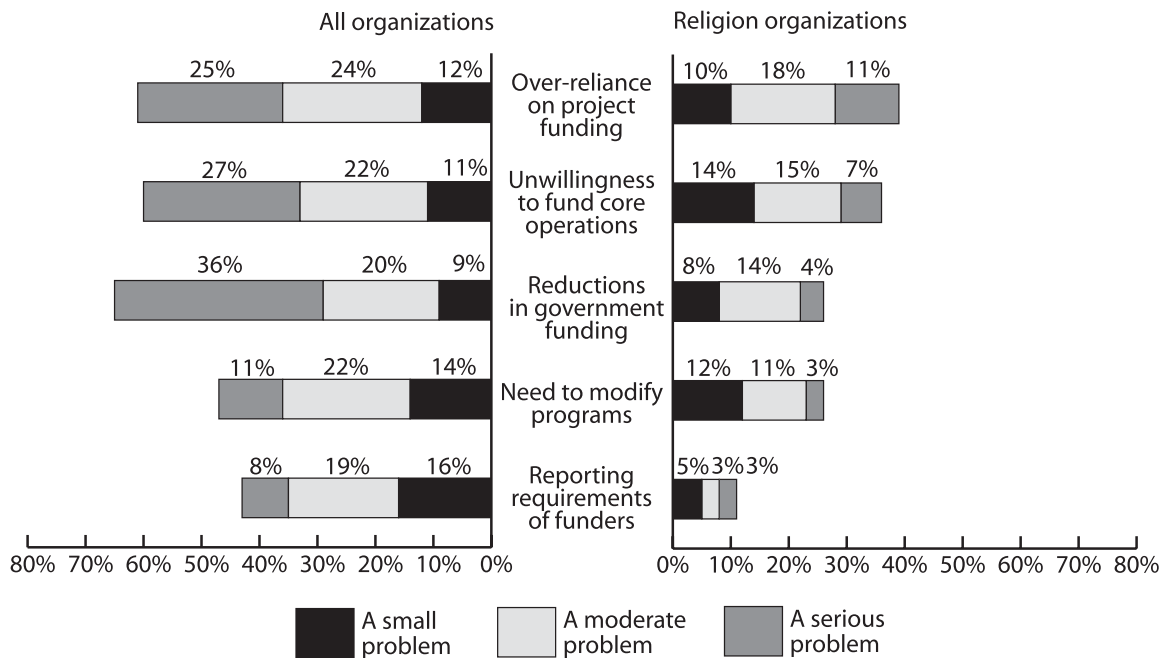 All organizations
Religion organizations
25% 24% 12%
Over-reliance
on project
funding
10% 18% 11%
27% 22% 11%
Unwillingness
to fund core
operations
14% 15% 7%
36% 20% 9%
Reductions
in government
funding
8% 14% 4%
11% 22% 14%
Need to modify
programs
12% 11% 3%
8% 19% 16%
Reporting
requirements
of funders
5% 3% 3%
80% 70% 60% 50% 40% 30% 20% 10% 0%
0% 10% 20% 30% 40% 50% 60% 70% 80%
A small
problem
A moderate
problem
A serious
problem